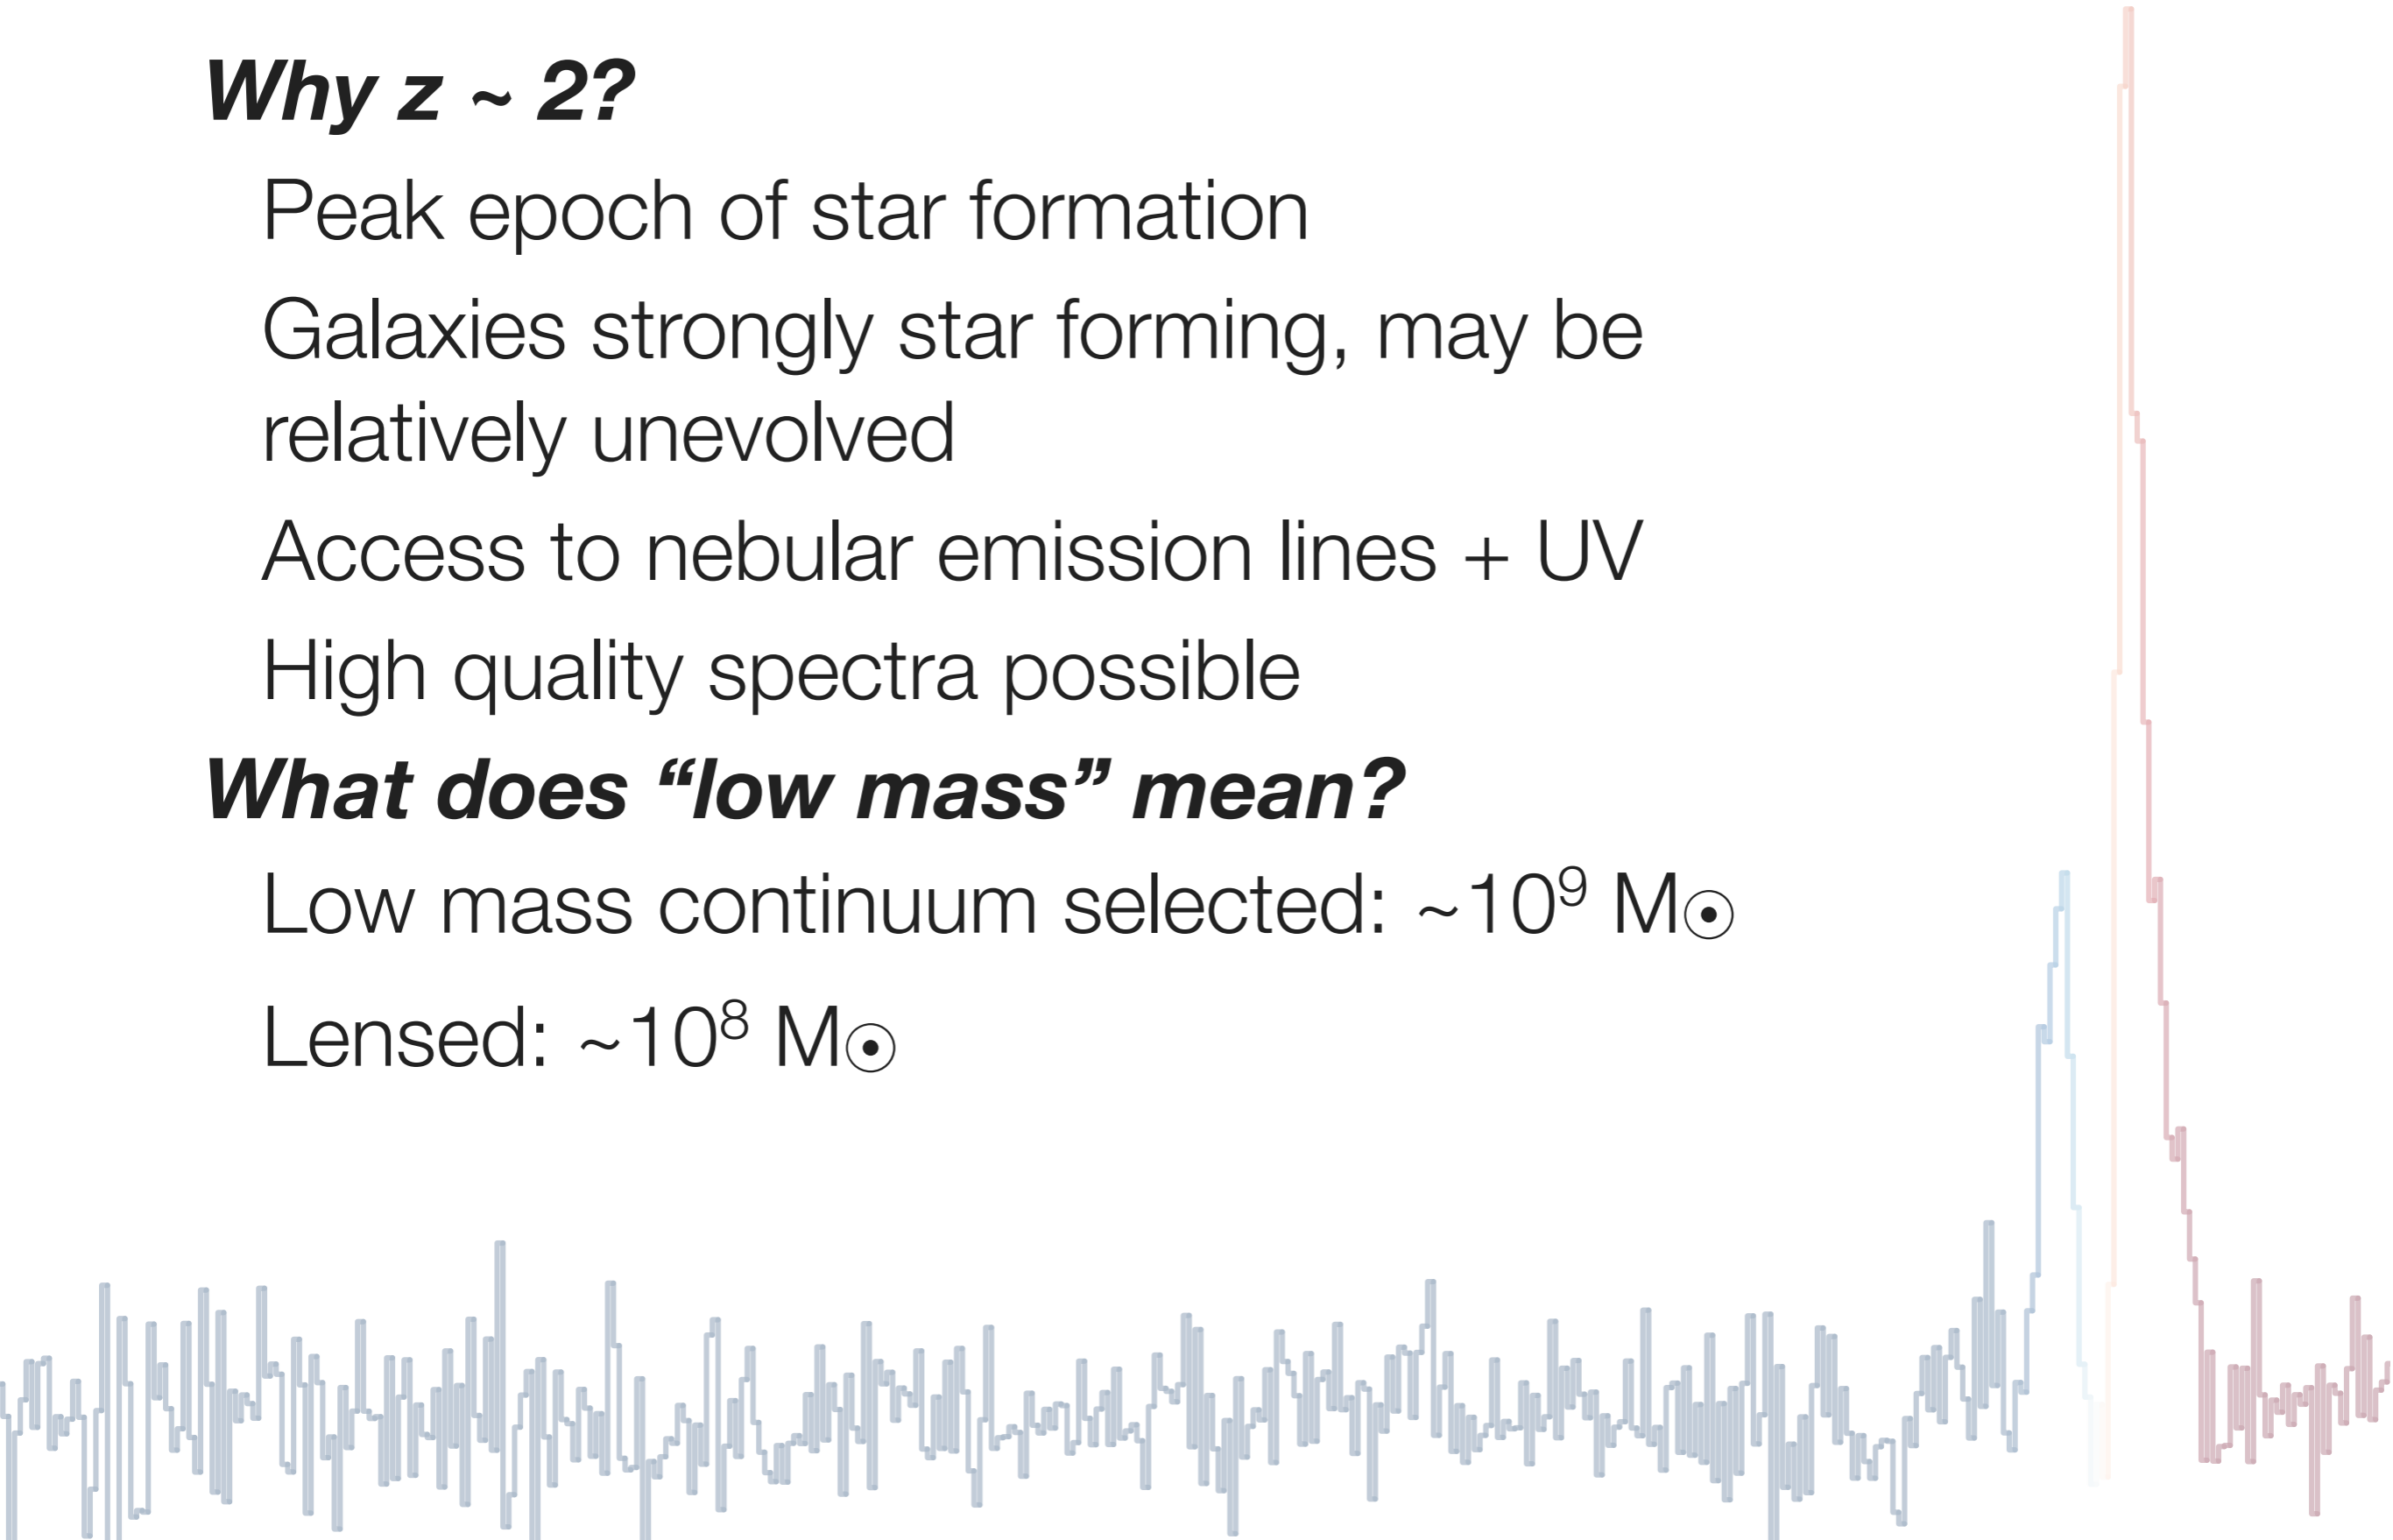 Why z ~ 2?
Peak epoch of star formation
Galaxies strongly star forming, may be
relatively unevolved
Access to nebular emission lines + UV
High quality spectra possible
What does “low mass” mean?
Low mass continuum selected: ~10⁹ M☉
Lensed: ~10⁸ M☉